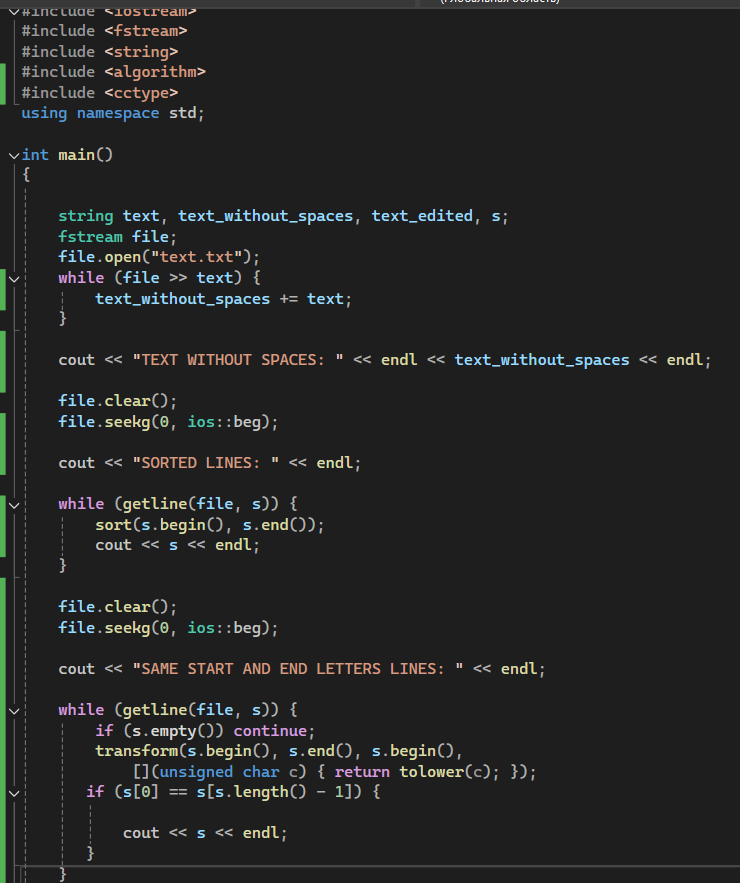 (Глобальная область)
#include <iostream>
#include <fstream>
#include <string>
#include <algorithm>
#include <cctype>
using namespace std;
int main()
{
string text, text_without_spaces, text_edited, s;
fstream file;
file.open("text.txt");
while (file >> text) {
text_without_spaces += text;
}
cout << "TEXT WITHOUT SPACES: " << endl << text_without_spaces << endl;
file.clear();
file.seekg(0, ios::beg);
cout << "SORTED LINES: " << endl;
while (getline(file, s)) {
sort(s.begin(), s.end());
cout << s << endl;
}
file.clear();
file.seekg(0, ios::beg);
cout << "SAME START AND END LETTERS LINES: " << endl;
while (getline(file, s)) {
if (s.empty()) continue;
transform(s.begin(), s.end(), s.begin(),
[](unsigned char c) { return tolower(c); });
if (s[0] == s[s.length() - 1]) {
cout << s << endl;
}
}